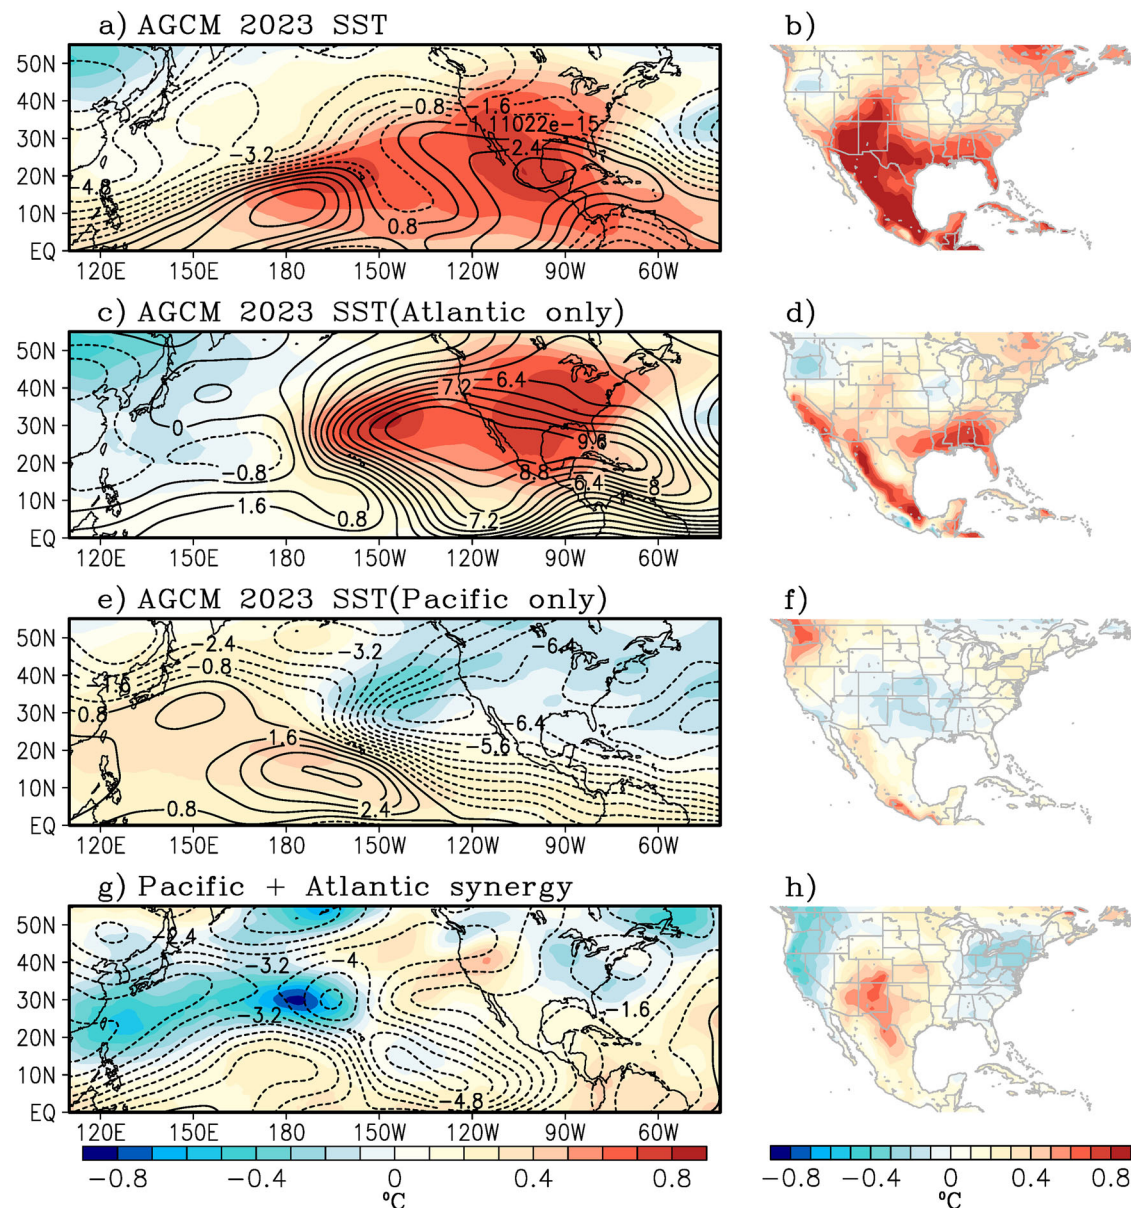 a) AGCM 2023 SST
b)
50N
40N
30N
20N
10N
EQ
-0.8
-1.6
1.11022e-15
-2.4
-3.2
-4.8
0.8
120E 150E 180 150W 120W 90W 60W
c) AGCM 2023 SST(Atlantic only)
d)
50N
40N
30N
20N
10N
EQ
7.2
6.4
0
9.6
-0.8
8.8
6.4
8
1.6
0.8
7.2
120E 150E 180 150W 120W 90W 60W
e) AGCM 2023 SST(Pacific only)
f)
50N
40N
30N
20N
10N
EQ
-2.4
-3.2
-6.4
-0.8
-1.6
0.8
-6.4
1.6
-5.6
0.8
2.4
120E 150E 180 150W 120W 90W 60W
g) Pacific + Atlantic synergy
h)
50N
40N
30N
20N
10N
EQ
-2.4
-3.2
-4
-3.2
-1.6
-4.8
120E 150E 180 150W 120W 90W 60W
-0.8 -0.4 0 0.4 0.8
°C
-0.8 -0.4 0 0.4 0.8
°C